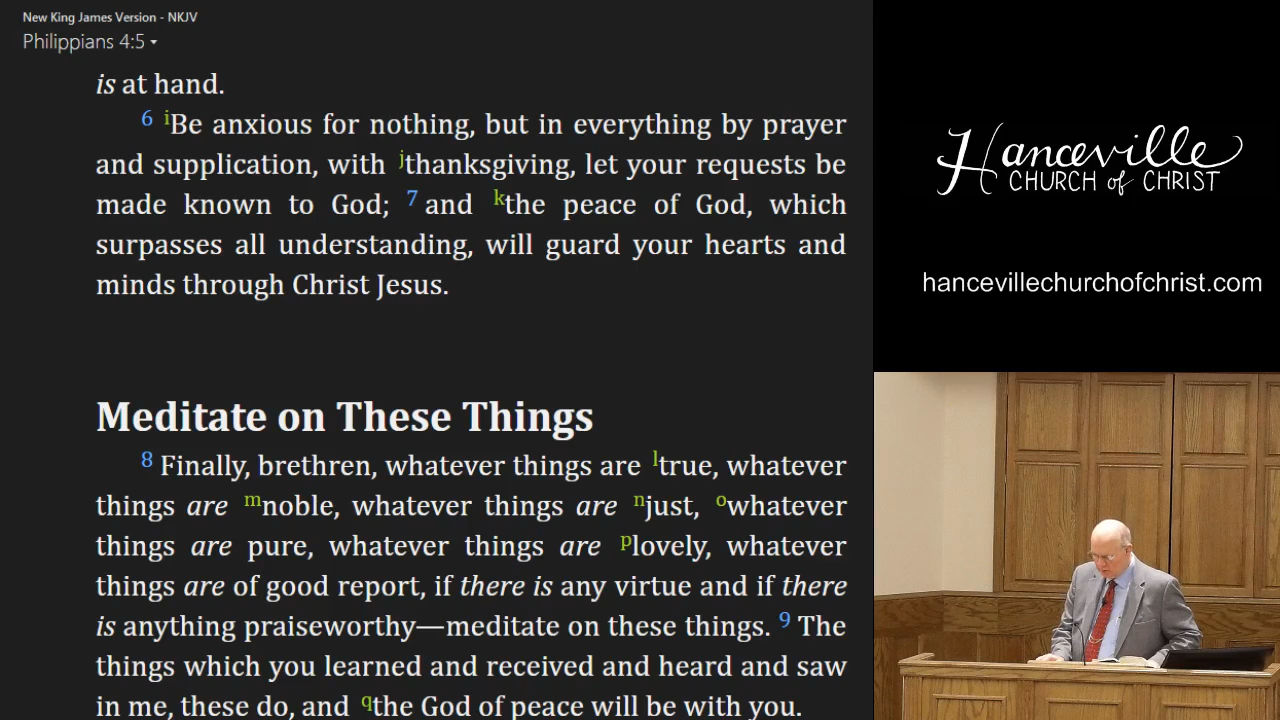 New King James Version - NKJV
Philippians 4:5
is at hand.
6 iBe anxious for nothing, but in everything by prayer
and supplication, with jthanksgiving, let your requests be
made known to God; 7 and kthe peace of God, which
surpasses all understanding, will guard your hearts and
minds through Christ Jesus.
Meditate on These Things
8 Finally, brethren, whatever things are ltrue, whatever
things are mnoble, whatever things are njust, owhatever
things are pure, whatever things are plovely, whatever
things are of good report, if there is any virtue and if there
is anything praiseworthy—meditate on these things. 9 The
things which you learned and received and heard and saw
in me, these do, and qthe God of peace will be with you.
Hanceville
CHURCH of CHRIST
hancevillechurchofchrist.com